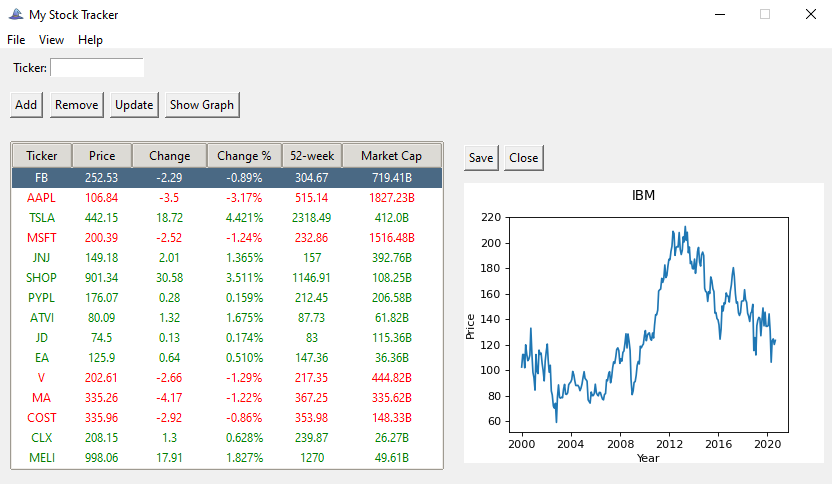 My Stock Tracker
File View Help
Ticker:
Add Remove Update Show Graph
Ticker Price Change Change % 52-week Market Cap
FB 252.53 -2.29 -0.89% 304.67 719.41B
AAPL 106.84 -3.5 -3.17% 515.14 1827.23B
TSLA 442.15 18.72 4.421% 2318.49 412.0B
MSFT 200.39 -2.52 -1.24% 232.86 1516.48B
JNJ 149.18 2.01 1.365% 157 392.76B
SHOP 901.34 30.58 3.511% 1146.91 108.25B
PYPL 176.07 0.28 0.159% 212.45 206.58B
ATVI 80.09 1.32 1.675% 87.73 61.82B
JD 74.5 0.13 0.174% 83 115.36B
EA 125.9 0.64 0.510% 147.36 36.36B
V 202.61 -2.66 -1.29% 217.35 444.82B
MA 335.26 -4.17 -1.22% 367.25 335.62B
COST 335.96 -2.92 -0.86% 353.98 148.33B
CLX 208.15 1.3 0.628% 239.87 26.27B
MELI 998.06 17.91 1.827% 1270 49.61B
Save Close
IBM
220
200
180
160
140
120
100
80
60
Price
2000 2004 2008 2012 2016 2020
Year